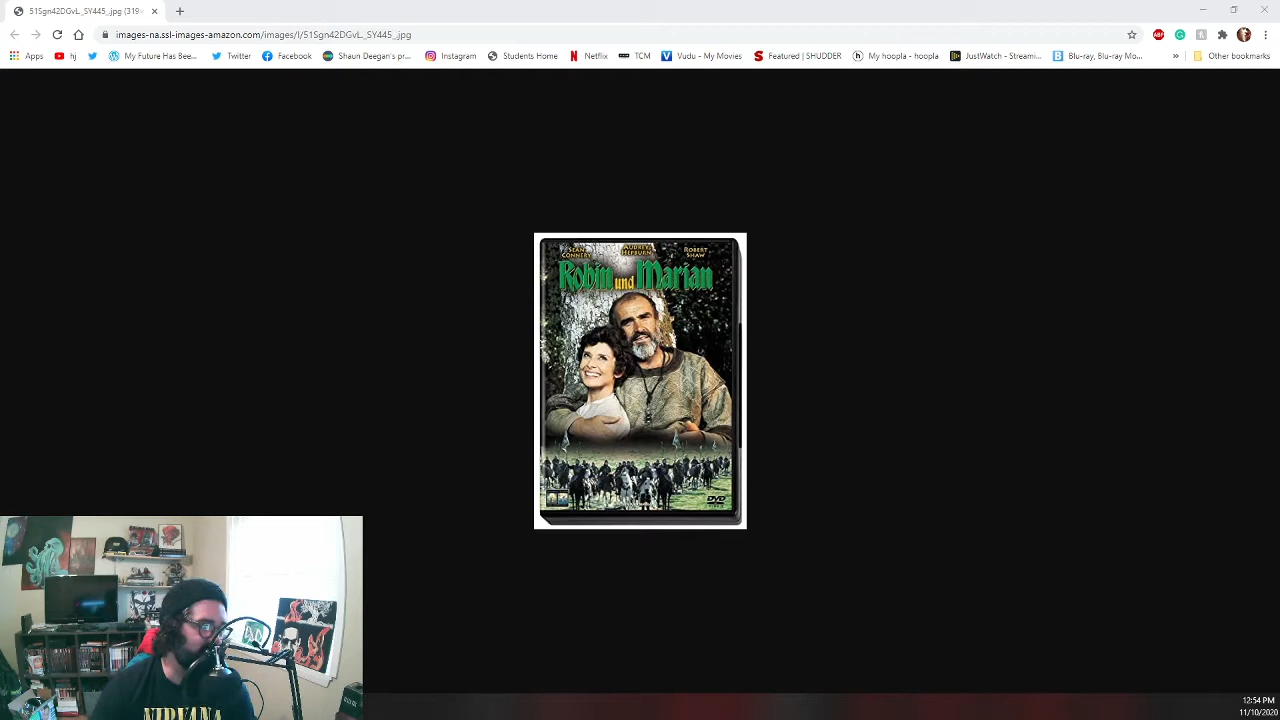 51Sgn42DGvL._SY445_.jpg (319×
images-na.ssl-images-amazon.com/images/I/51Sgn42DGvL._SY445_.jpg
ABP
Apps
hj
My Future Has Bee...
Twitter
Facebook
Shaun Deegan's pr...
Instagram
Students Home
Netflix
TCM
Vudu - My Movies
Featured | SHUDDER
My hoopla - hoopla
JustWatch - Streami...
Blu-ray, Blu-ray Mo...
»
Other bookmarks
SEAN CONNERY
AUDREY HEPBURN
ROBERT SHAW
Robin und Marian
DVD
VIDEO
NIRVANA
12:54 PM
11/10/2020